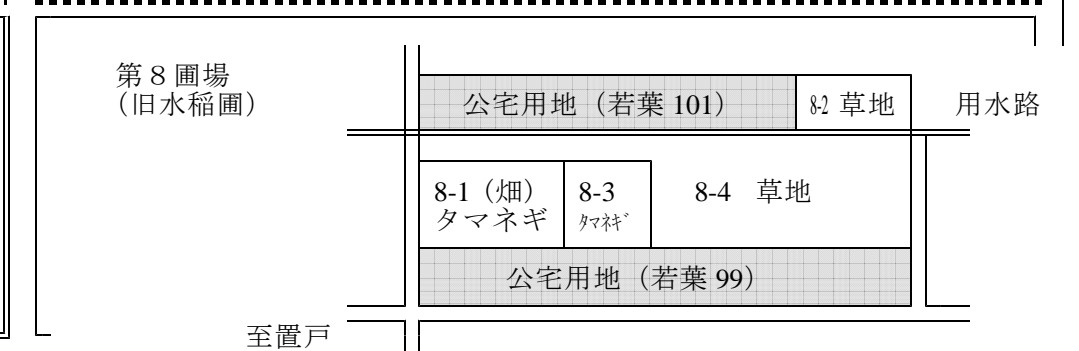 第８圃場
(旧水稲圃)
公宅用地（若葉 101）
8-2 草地
用水路
8-1（畑）
タマネギ
8-3
ﾀﾏﾈｷﾞ
8-4 草地
公宅用地（若葉 99）
至置戸